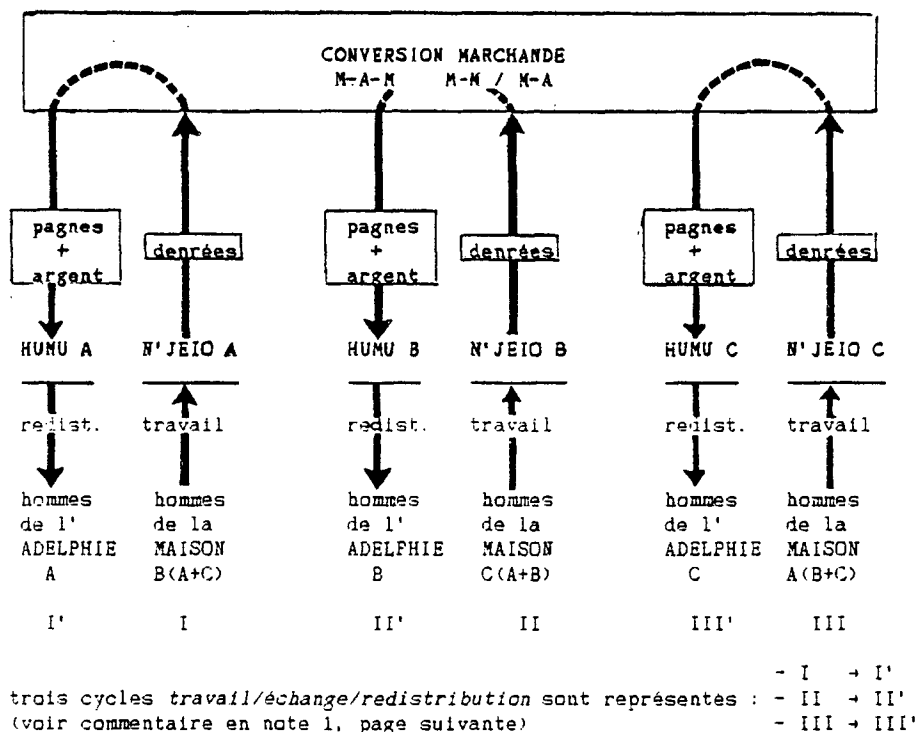 CONVERSION MARCHANDE
M-A-M M-M / M-A
pagnes pagnes pagnes
+ denrées + denrées + denrées
argent argent argent
HUMU A N'JEIO A HUMU B N'JEIO B HUMU C N'JEIO C
redist. travail redist. travail redist. travail
hommes hommes hommes hommes hommes hommes
de l' de la de l' de la de l' de la
ADELPHIE MAISON ADELPHIE MAISON ADELPHIE MAISON
A B(A+C) B C(A+B) C A(B+C)
I' I II' II III' III
- I → I'
trois cycles travail/échange/redistribution sont représentés : - II → II'
(voir commentaire en note 1, page suivante) - III → III'